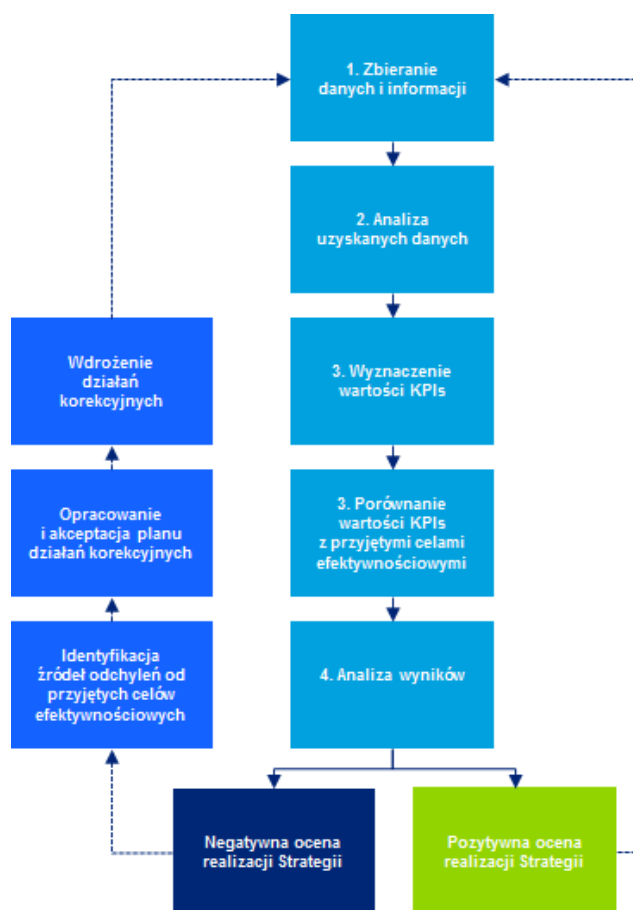 1. Zbieranie
danych i informacji
2. Analiza
uzyskanych danych
3. Wyznaczenie
wartości KPIs
3. Porównanie
wartości KPIs
z przyjętymi celami
efektywnościowymi
4. Analiza wyników
Wdrożenie
działań
korekcyjnych
Opracowanie
i akceptacja planu
działań korekcyjnych
Identyfikacja
źródeł odchyleń od
przyjętych celów
efektywnościowych
Negatywna ocena
realizacji Strategii
Pozytywna ocena
realizacji Strategii